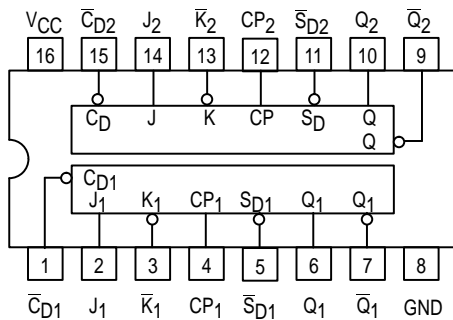 VCC C̅D2 J2 K̅2 CP2 S̅D2 Q2 Q̅2
16 15 14 13 12 11 10 9
CD J K CP SD Q
Q
CD1
J1 K1 CP1 SD1 Q1 Q1
1 2 3 4 5 6 7 8
C̅D1 J1 K̅1 CP1 S̅D1 Q1 Q̅1 GND